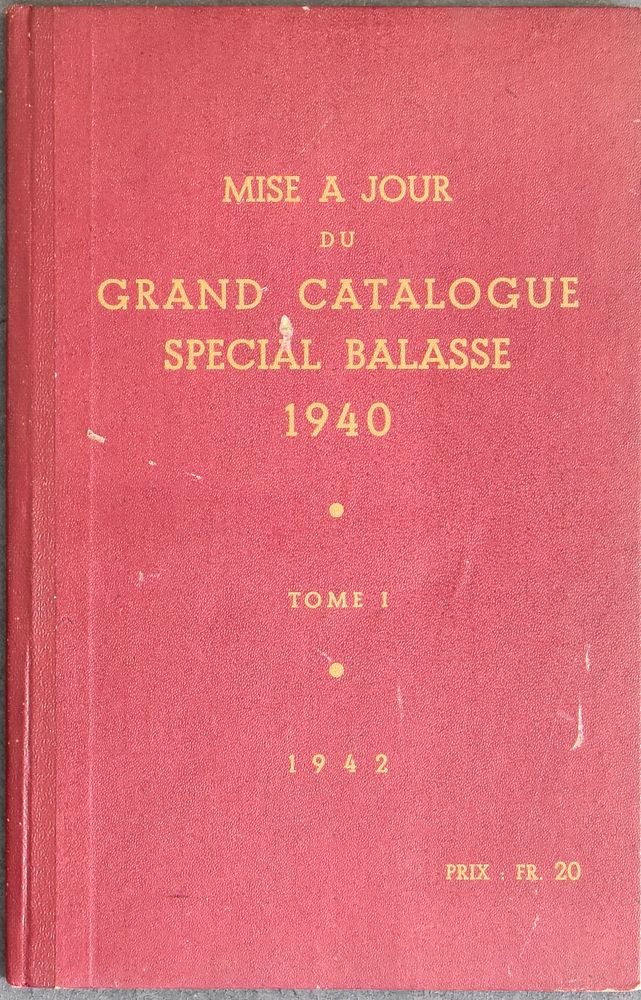 MISE A JOUR
DU
GRAND CATALOGUE
SPECIAL BALASSE
1940
TOME I
1942
PRIX : FR. 20